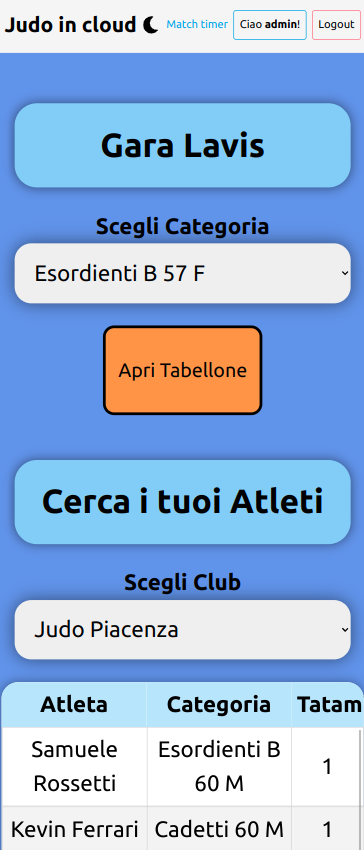 Judo in cloud Match timer Ciao admin! Logout
Gara Lavis
Scegli Categoria
Esordienti B 57 F
Apri Tabellone
Cerca i tuoi Atleti
Scegli Club
Judo Piacenza
Atleta Categoria Tatam
Samuele Rossetti Esordienti B 60 M 1
Kevin Ferrari Cadetti 60 M 1